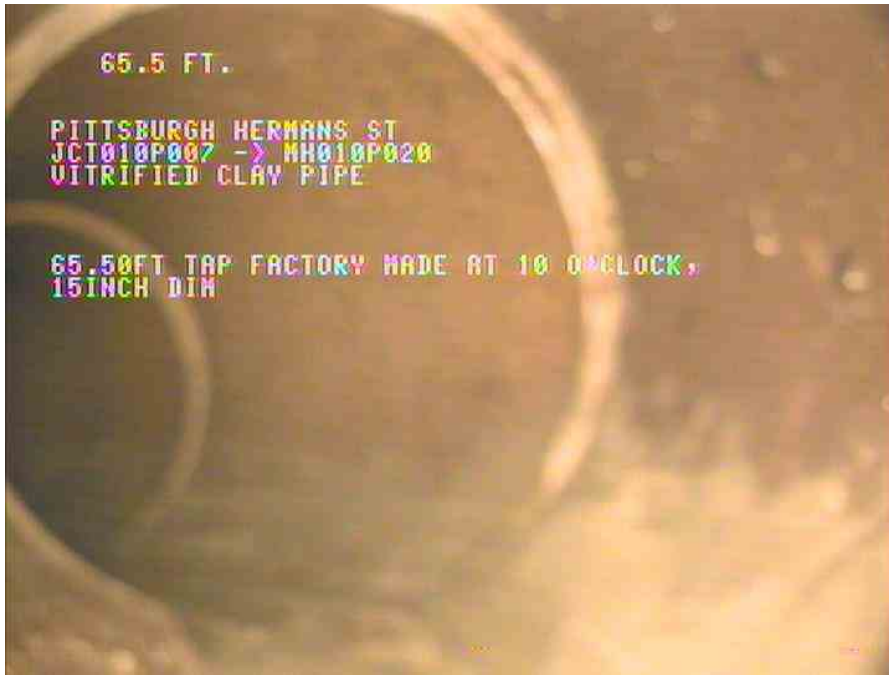 65.5 FT.
PITTSBURGH HERMANS ST
JCT010P007 -> MH010P020
VITRIFIED CLAY PIPE
65.50FT TAP FACTORY MADE AT 10 O'CLOCK,
15INCH DIM